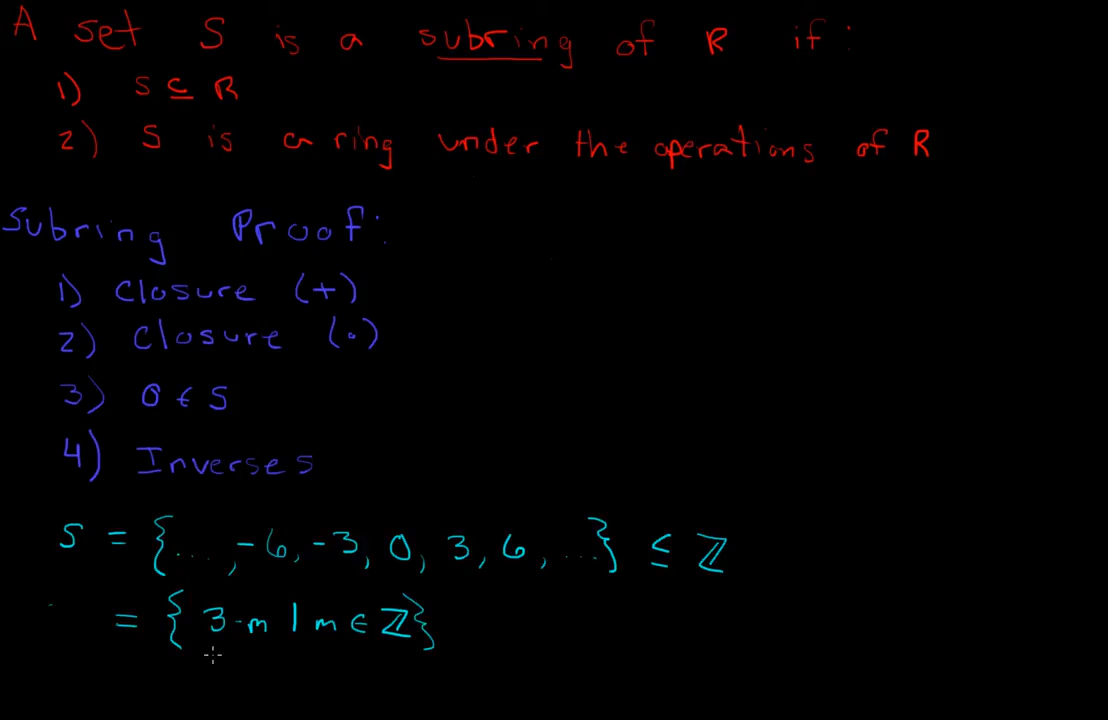 A set S is a subring of R if:
1) S ⊆ R
2) S is a ring under the operations of R
Subring Proof:
1) Closure (+)
2) Closure (·)
3) 0 ∈ S
4) Inverses
S = {..., -6, -3, 0, 3, 6, ...} ≤ ℤ
= {3·m | m ∈ ℤ}